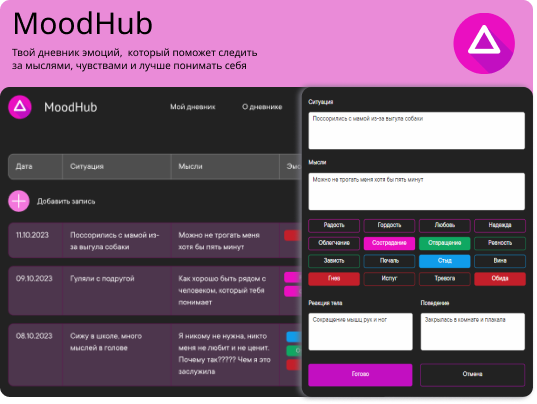 MoodHub
Твой дневник эмоций, который поможет следить
за мыслями, чувствами и лучше понимать себя
MoodHub
Мой дневник
О дневнике
Дата
Ситуация
Мысли
Добавить запись
11.10.2023
Поссорились с мамой из-
за выгула собаки
Можно не трогать меня
хотя бы пять минут
09.10.2023
Гуляли с подругой
Как хорошо быть рядом с
человеком, который тебя
понимает
08.10.2023
Сижу в школе, много
мыслей в голове
Я никому не нужна, никто
меня не любит и не ценит.
Почему так????? Чем я это
заслужила
Ситуация
Поссорились с мамой из-за выгула собаки
Мысли
Можно не трогать меня хотя бы пять минут
Радость
Гордость
Любовь
Надежда
Облегчение
Сострадание
Отвращение
Ревность
Зависть
Печаль
Стыд
Вина
Гнев
Испуг
Тревога
Обида
Реакция тела
Поведение
Сокращение мышц рук и ног
Закрылась в комнате и плакала
Готово
Отмена